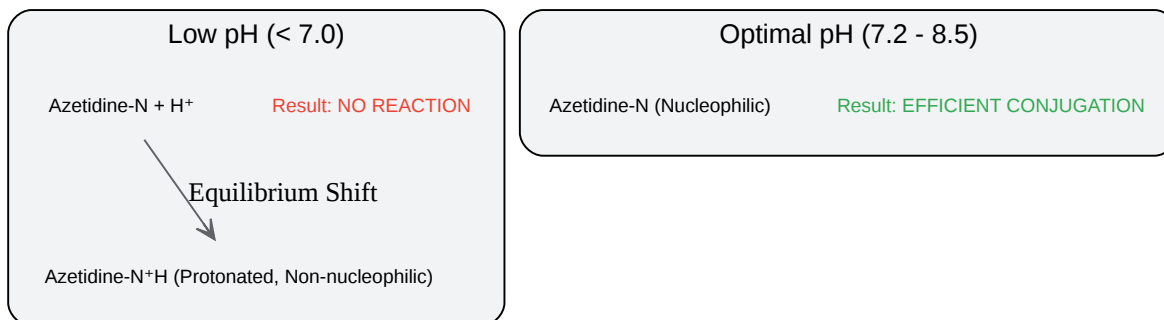 Low pH (< 7.0)
Azetidine-N + H⁺
Result: NO REACTION
Equilibrium Shift
Azetidine-N⁺H (Protonated, Non-nucleophilic)
Optimal pH (7.2 - 8.5)
Azetidine-N (Nucleophilic)
Result: EFFICIENT CONJUGATION